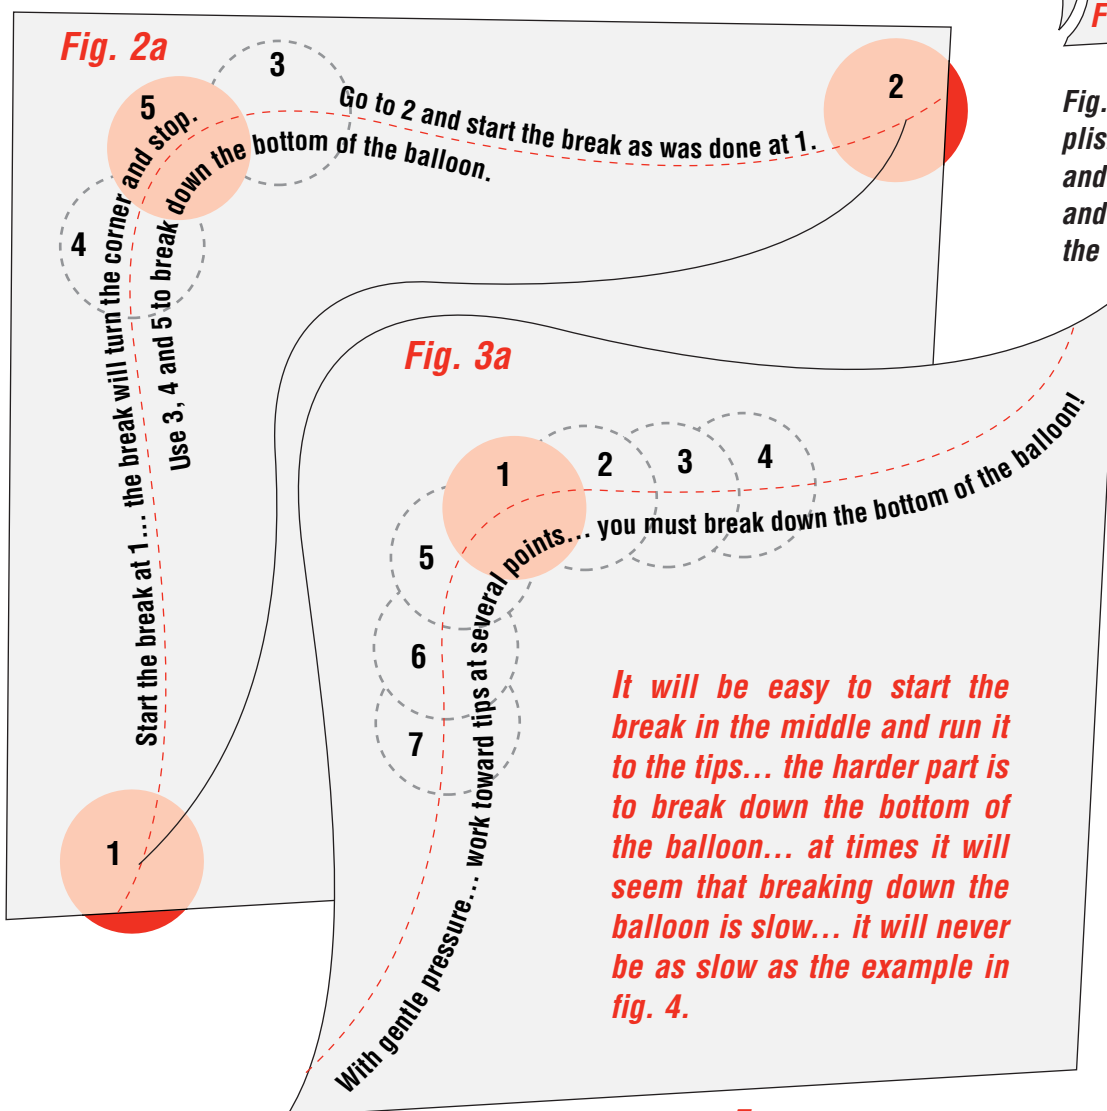 Fig. 2a
3
5
2
4
Go to 2 and start the break as was done at 1.
Start the break at 1... the break will turn the corner and stop.
Use 3, 4 and 5 to break down the bottom of the balloon.
1
Fig. 3a
1
2
3
4
5
6
7
With gentle pressure... work toward tips at several points... you must break down the bottom of the balloon!
It will be easy to start the
break in the middle and run it
to the tips... the harder part is
to break down the bottom of
the balloon... at times it will
seem that breaking down the
balloon is slow... it will never
be as slow as the example in
fig. 4.
F
Fig.
plis
and
and
the